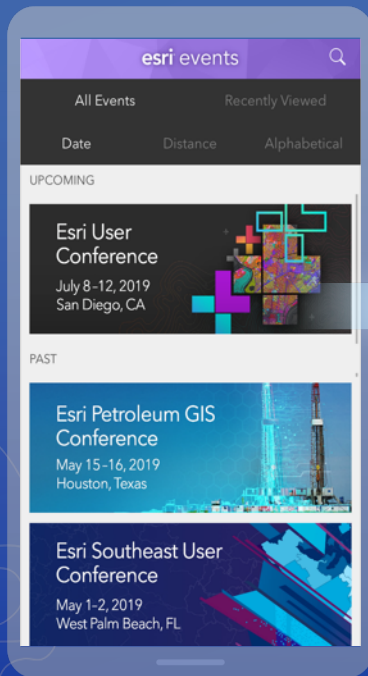 esri events
All Events Recently Viewed
Date Distance Alphabetical
UPCOMING
Esri User
Conference
July 8-12, 2019
San Diego, CA
PAST
Esri Petroleum GIS
Conference
May 15-16, 2019
Houston, Texas
Esri Southeast User
Conference
May 1-2, 2019
West Palm Beach, FL